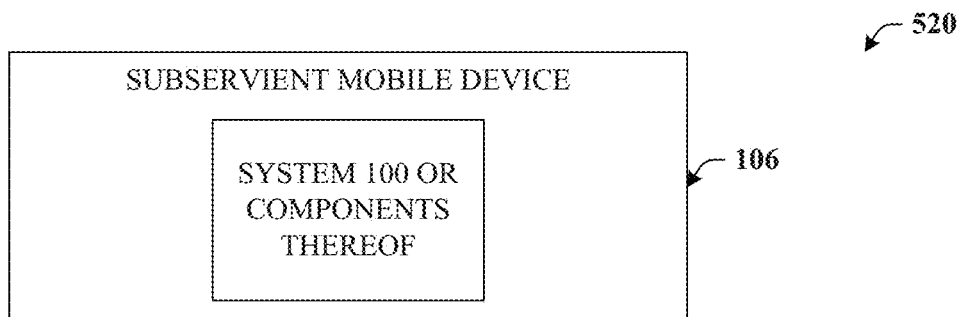 520
SUBSERVIENT MOBILE DEVICE
106
SYSTEM 100 OR
COMPONENTS
THEREOF